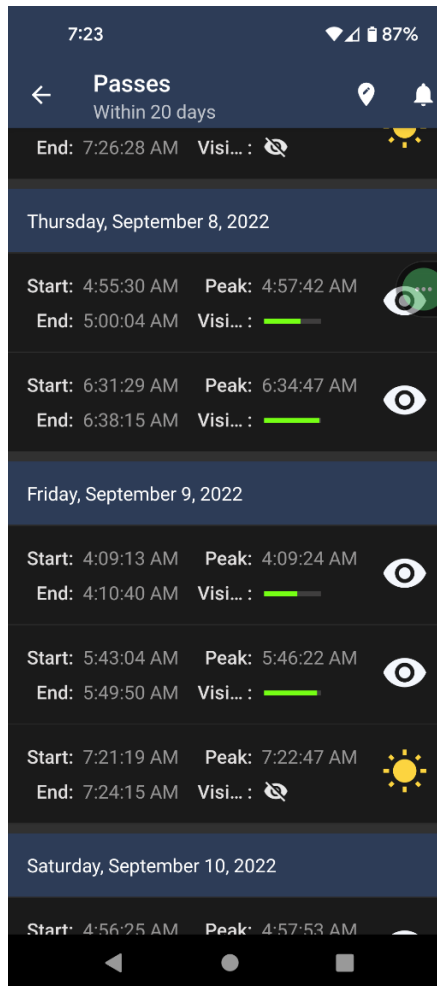 7:23 87%
Passes
Within 20 days
End: 7:26:28 AM Visi... :
Thursday, September 8, 2022
Start: 4:55:30 AM Peak: 4:57:42 AM
End: 5:00:04 AM Visi... :
Start: 6:31:29 AM Peak: 6:34:47 AM
End: 6:38:15 AM Visi... :
Friday, September 9, 2022
Start: 4:09:13 AM Peak: 4:09:24 AM
End: 4:10:40 AM Visi... :
Start: 5:43:04 AM Peak: 5:46:22 AM
End: 5:49:50 AM Visi... :
Start: 7:21:19 AM Peak: 7:22:47 AM
End: 7:24:15 AM Visi... :
Saturday, September 10, 2022
Start: 4:56:25 AM Peak: 4:57:53 AM